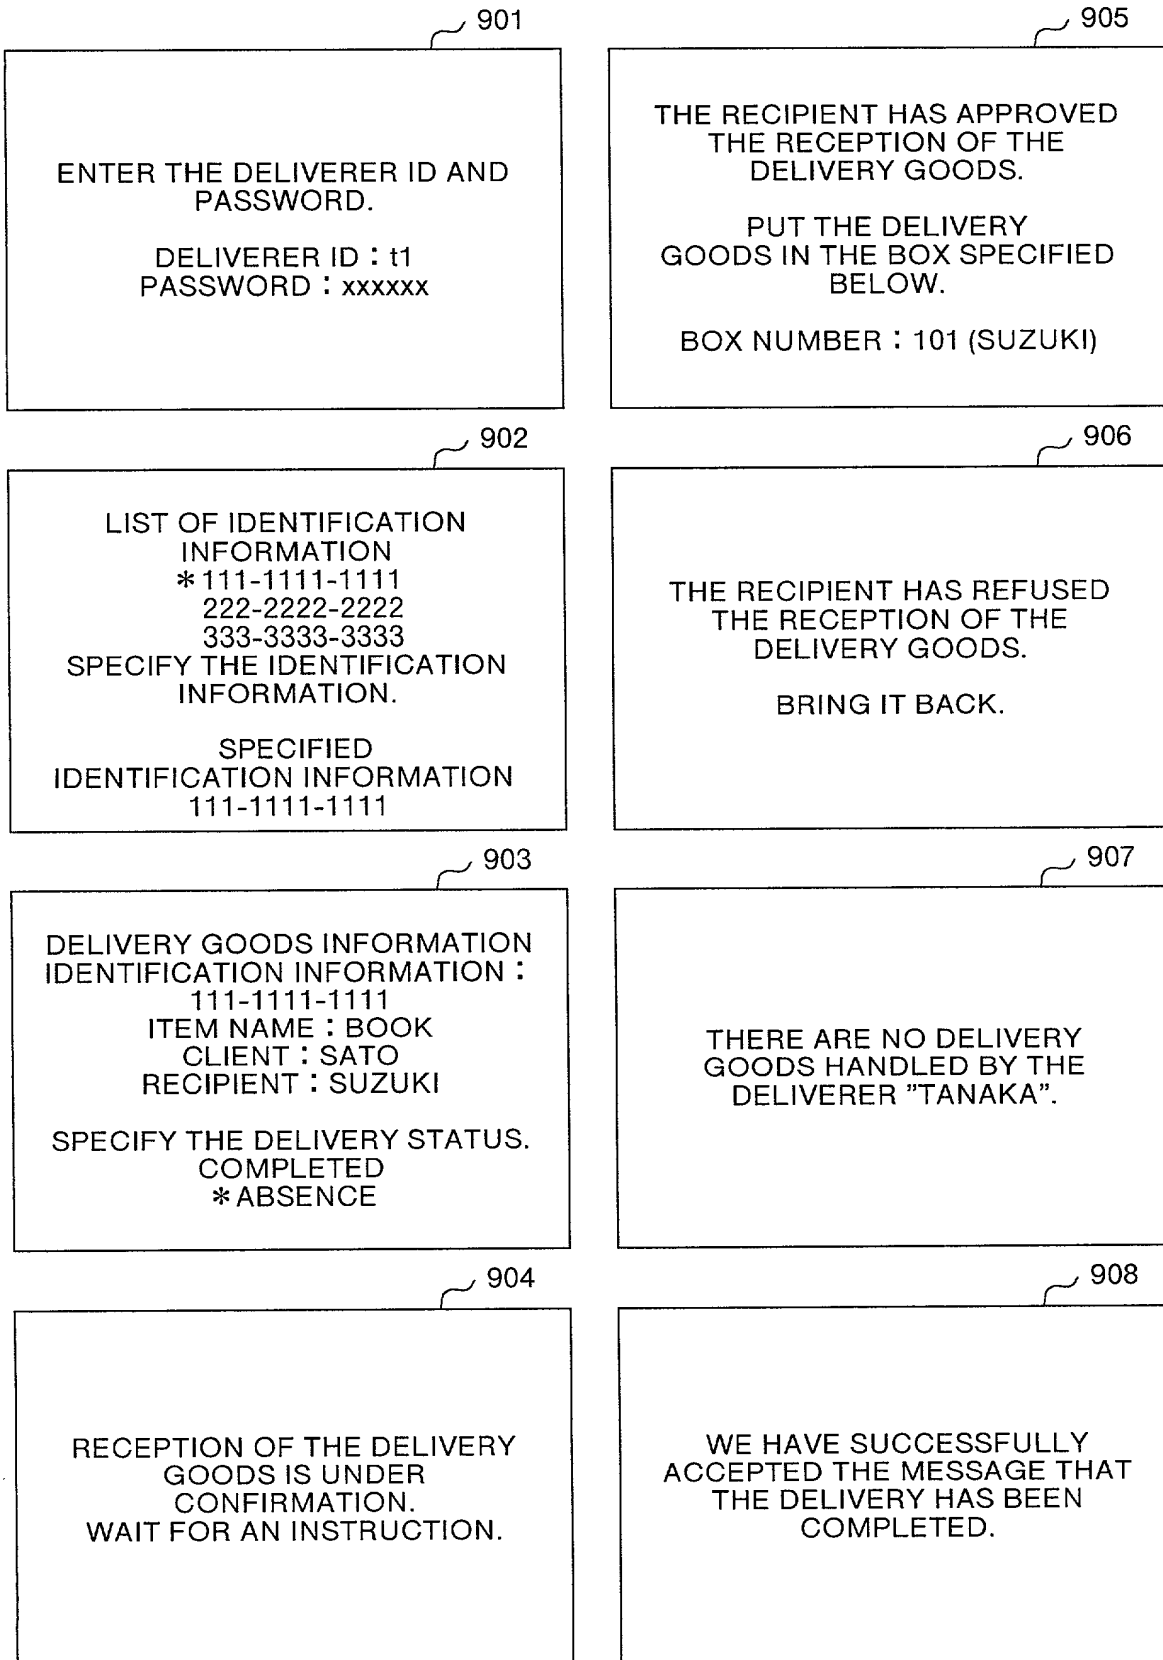 901
ENTER THE DELIVERER ID AND
PASSWORD.
DELIVERER ID : t1
PASSWORD : xxxxxx
902
LIST OF IDENTIFICATION
INFORMATION
*111-1111-1111
222-2222-2222
333-3333-3333
SPECIFY THE IDENTIFICATION
INFORMATION.
SPECIFIED
IDENTIFICATION INFORMATION
111-1111-1111
903
DELIVERY GOODS INFORMATION
IDENTIFICATION INFORMATION :
111-1111-1111
ITEM NAME : BOOK
CLIENT : SATO
RECIPIENT : SUZUKI
SPECIFY THE DELIVERY STATUS.
COMPLETED
*ABSENCE
904
RECEPTION OF THE DELIVERY
GOODS IS UNDER
CONFIRMATION.
WAIT FOR AN INSTRUCTION.
905
THE RECIPIENT HAS APPROVED
THE RECEPTION OF THE
DELIVERY GOODS.
PUT THE DELIVERY
GOODS IN THE BOX SPECIFIED
BELOW.
BOX NUMBER : 101 (SUZUKI)
906
THE RECIPIENT HAS REFUSED
THE RECEPTION OF THE
DELIVERY GOODS.
BRING IT BACK.
907
THERE ARE NO DELIVERY
GOODS HANDLED BY THE
DELIVERER ”TANAKA”.
908
WE HAVE SUCCESSFULLY
ACCEPTED THE MESSAGE THAT
THE DELIVERY HAS BEEN
COMPLETED.